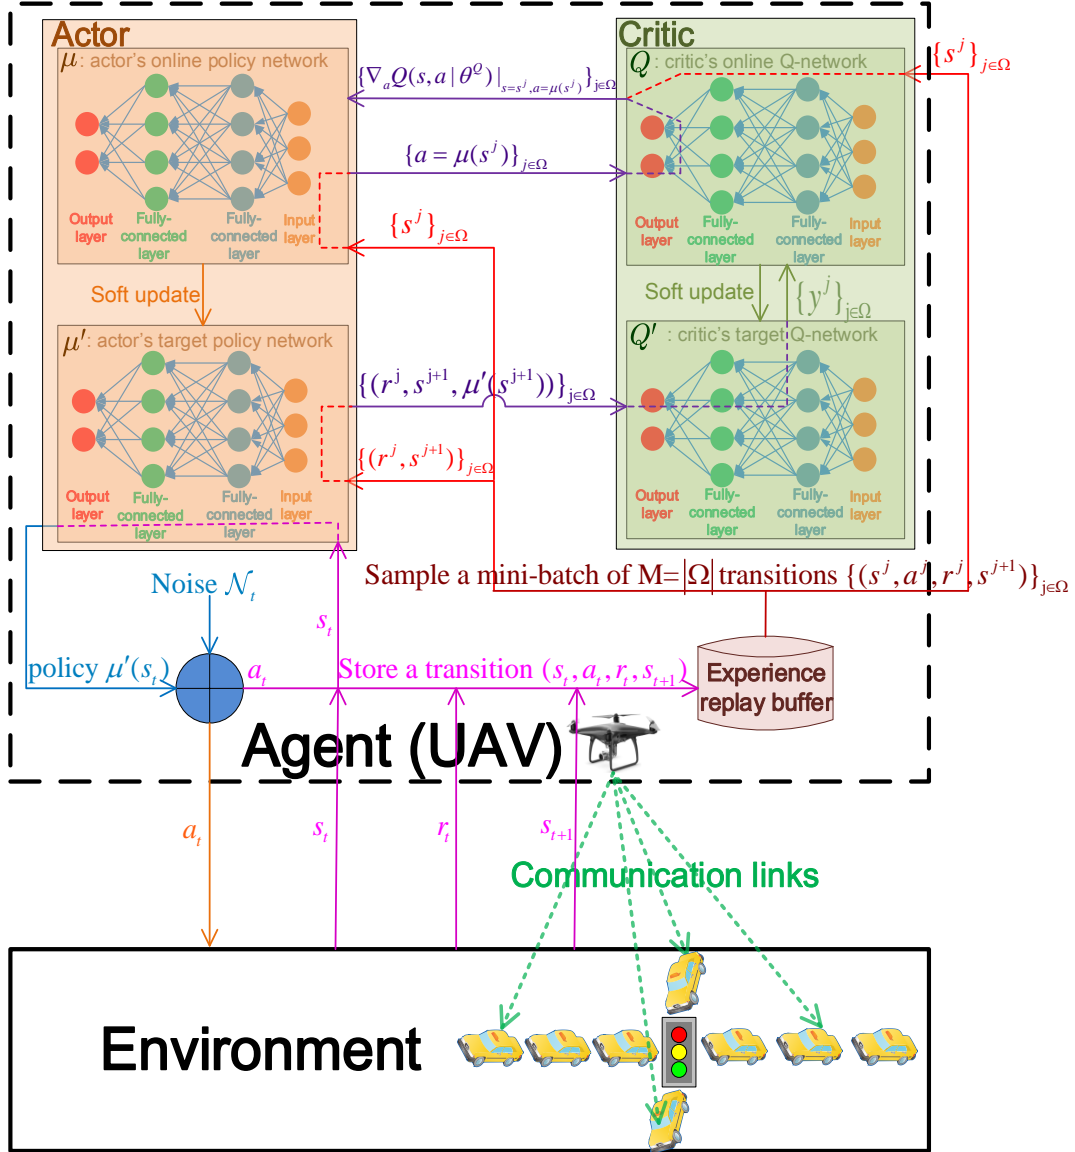 Actor
μ: actor's online policy network
Output layer
Fully-connected layer
Fully-connected layer
Input layer
Soft update
μ′: actor's target policy network
Output layer
Fully-connected layer
Fully-connected layer
Input layer
{∇_a Q(s, a | θ^Q)|_{s=s^j, a=μ(s^j)}}_{j∈Ω}
{a = μ(s^j)}_{j∈Ω}
{s^j}_{j∈Ω}
{(r^j, s^{j+1}, μ′(s^{j+1}))}_{j∈Ω}
{(r^j, s^{j+1})}_{j∈Ω}
Critic
Q : critic's online Q-network
Output layer
Fully-connected layer
Fully-connected layer
Input layer
{s^j}_{j∈Ω}
Soft update
{y^j}_{j∈Ω}
Q′ : critic's target Q-network
Output layer
Fully-connected layer
Fully-connected layer
Input layer
Sample a mini-batch of M=|Ω| transitions {(s^j, a^j, r^j, s^{j+1})}_{j∈Ω}
Noise 𝒩_t
s_t
policy μ′(s_t)
a_t
Store a transition (s_t, a_t, r_t, s_{t+1})
Experience
replay buffer
Agent (UAV)
a_t
s_t
r_t
s_{t+1}
Communication links
Environment